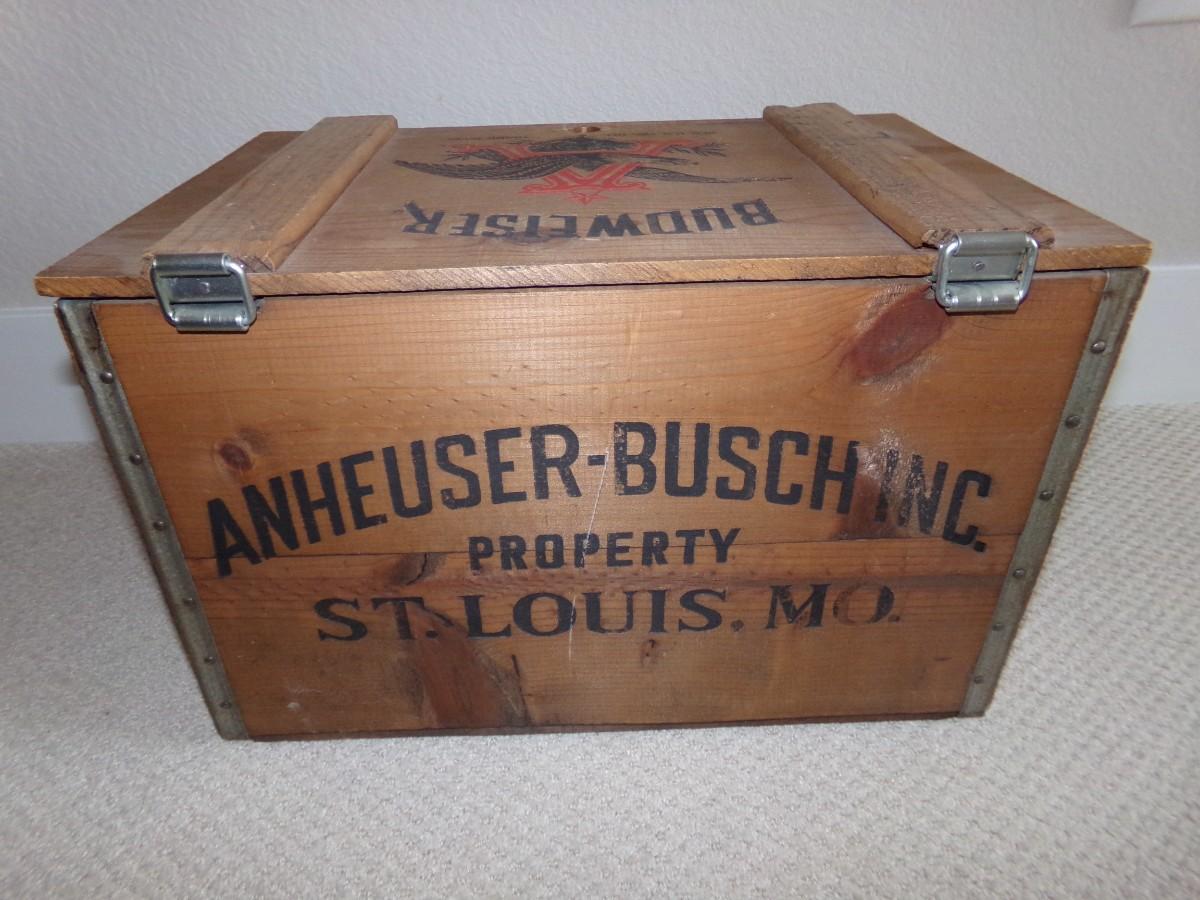 BUDWEISER
ANHEUSER-BUSCH INC.
PROPERTY
ST. LOUIS, MO.